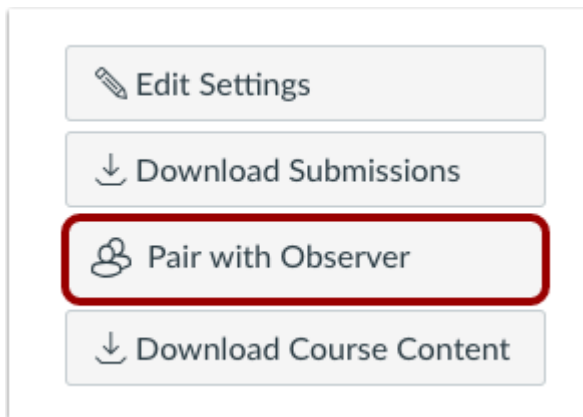 Edit Settings
Download Submissions
Pair with Observer
Download Course Content